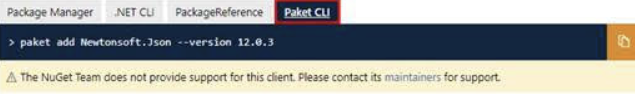 Package Manager .NET CLI PackageReference Paket CLI
> paket add Newtonsoft.Json --version 12.0.3
⚠ The NuGet Team does not provide support for this client. Please contact its maintainers for support.